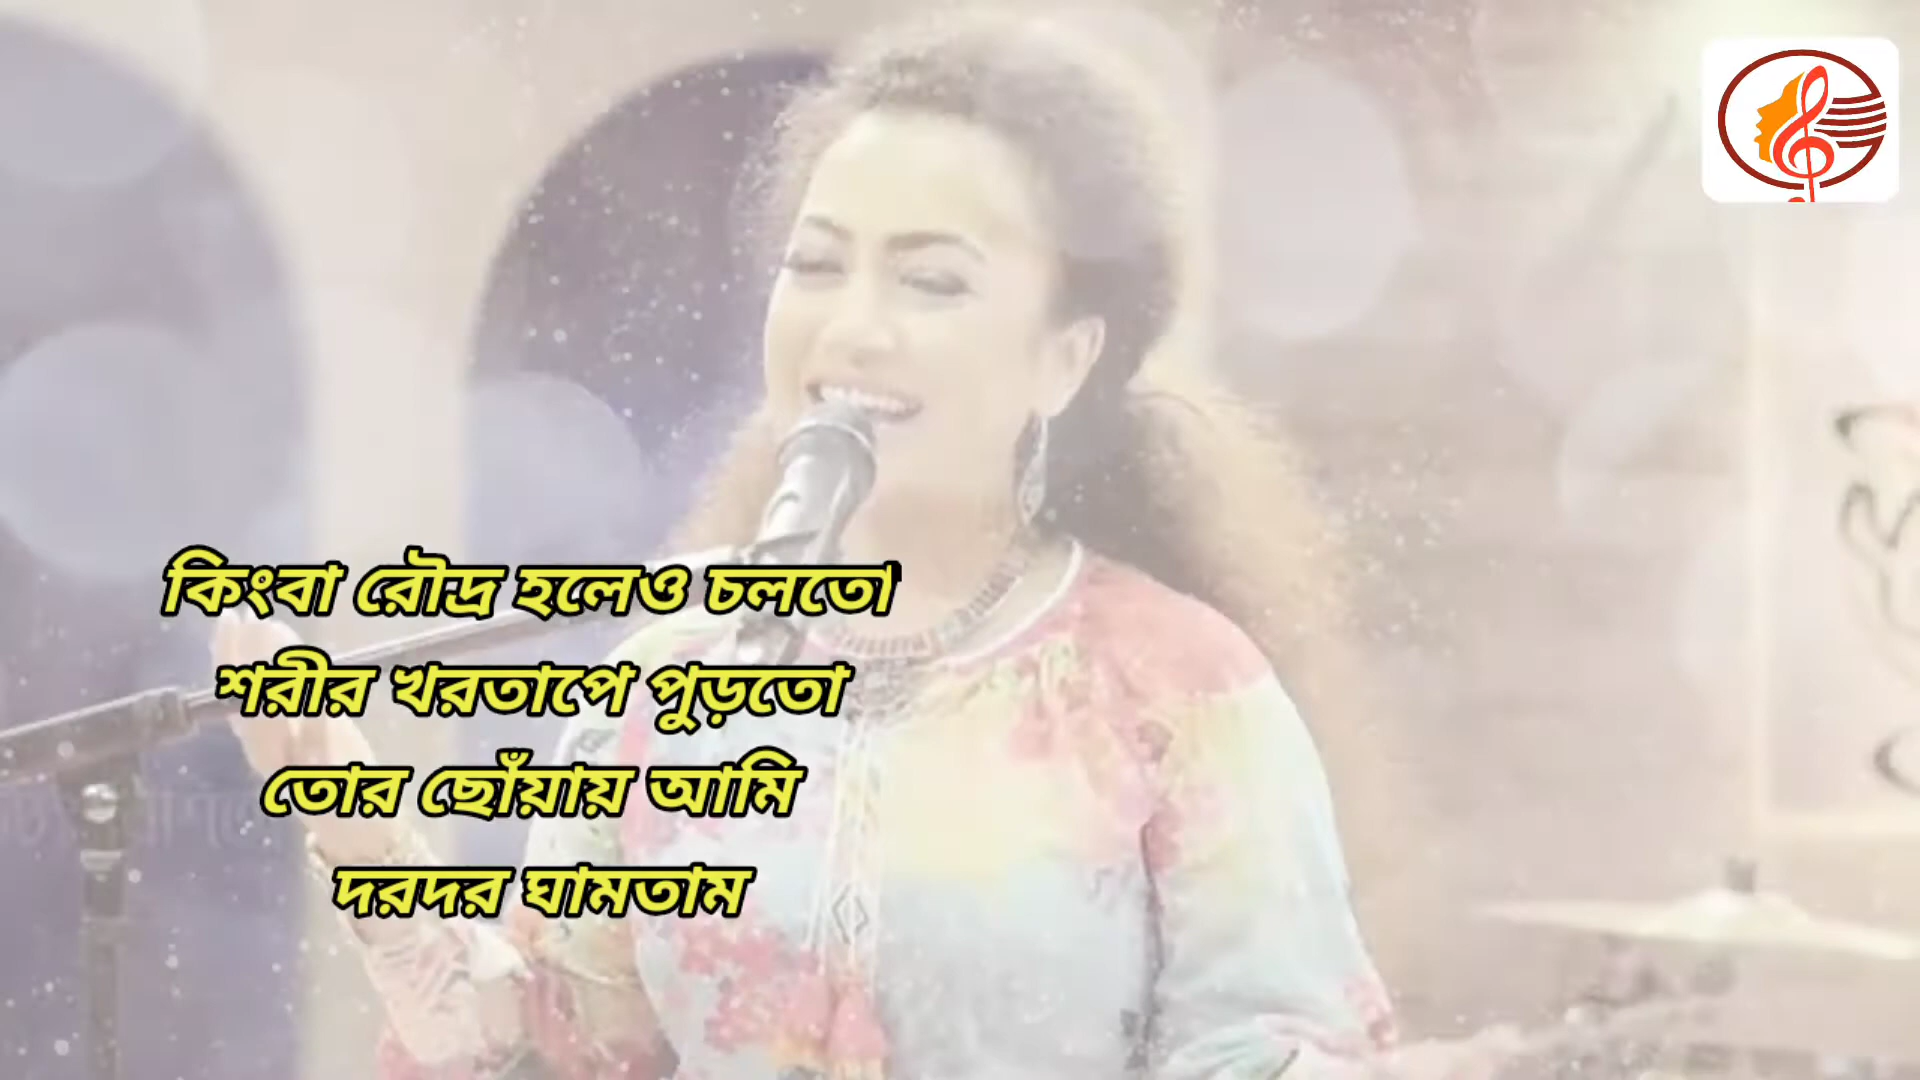 কিংবা রৌদ্র হলেও চলতো
শরীর খরতাপে পুড়তো
তোর ছোঁয়ায় আমি
দরদর ঘামতাম